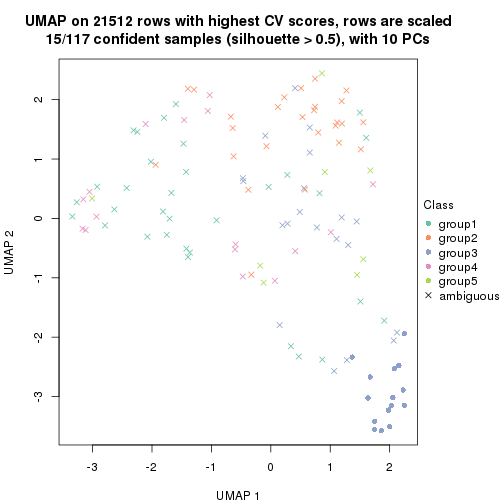 UMAP on 21512 rows with highest CV scores, rows are scaled
15/117 confident samples (silhouette > 0.5), with 10 PCs
UMAP 2
2
1
0
-1
-2
-3
-3
-2
-1
0
1
2
UMAP 1
Class
group1
group2
group3
group4
group5
ambiguous